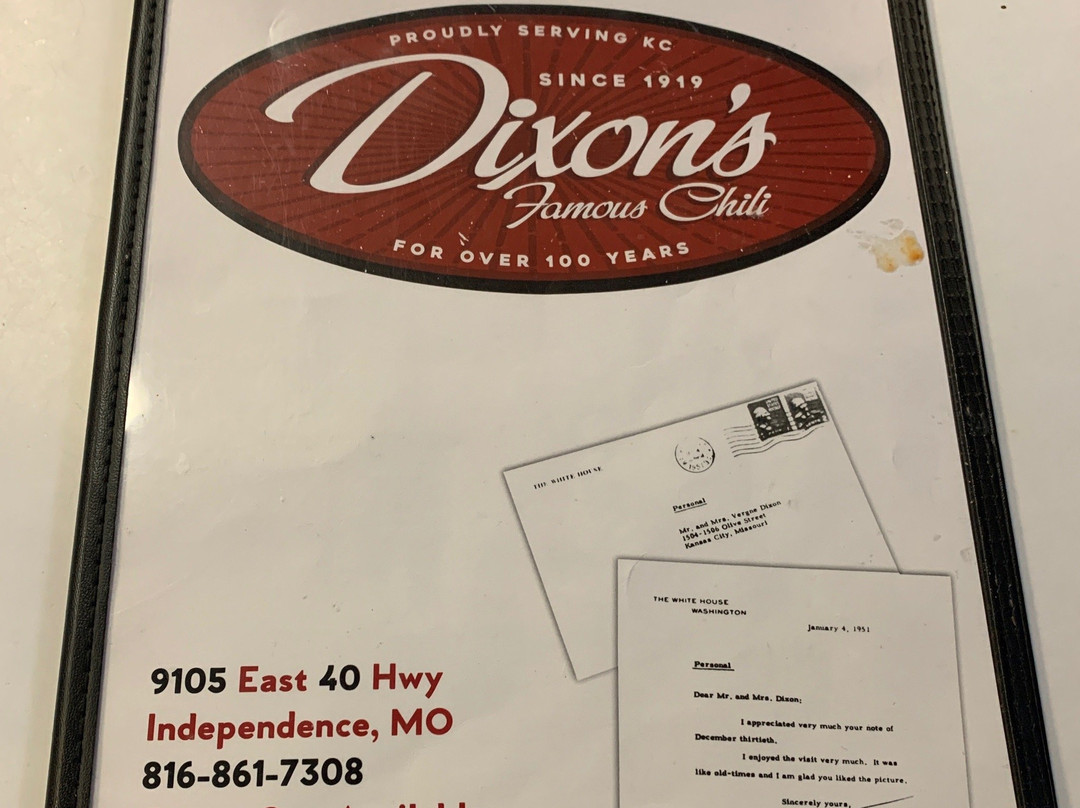 PROUDLY SERVING KC
SINCE 1919
Dixon's
Famous Chili
FOR OVER 100 YEARS
THE WHITE HOUSE
Personal
Mr. and Mrs. Vergne Dixon
1504-1506 Olive Street
Kansas City, Missouri
THE WHITE HOUSE
WASHINGTON
January 4, 1951
Personal
Dear Mr. and Mrs. Dixon:
I appreciated very much your note of
December thirtieth.
I enjoyed the visit very much. It was
like old-times and I am glad you liked the picture.
Sincerely yours,
9105 East 40 Hwy
Independence, MO
816-861-7308